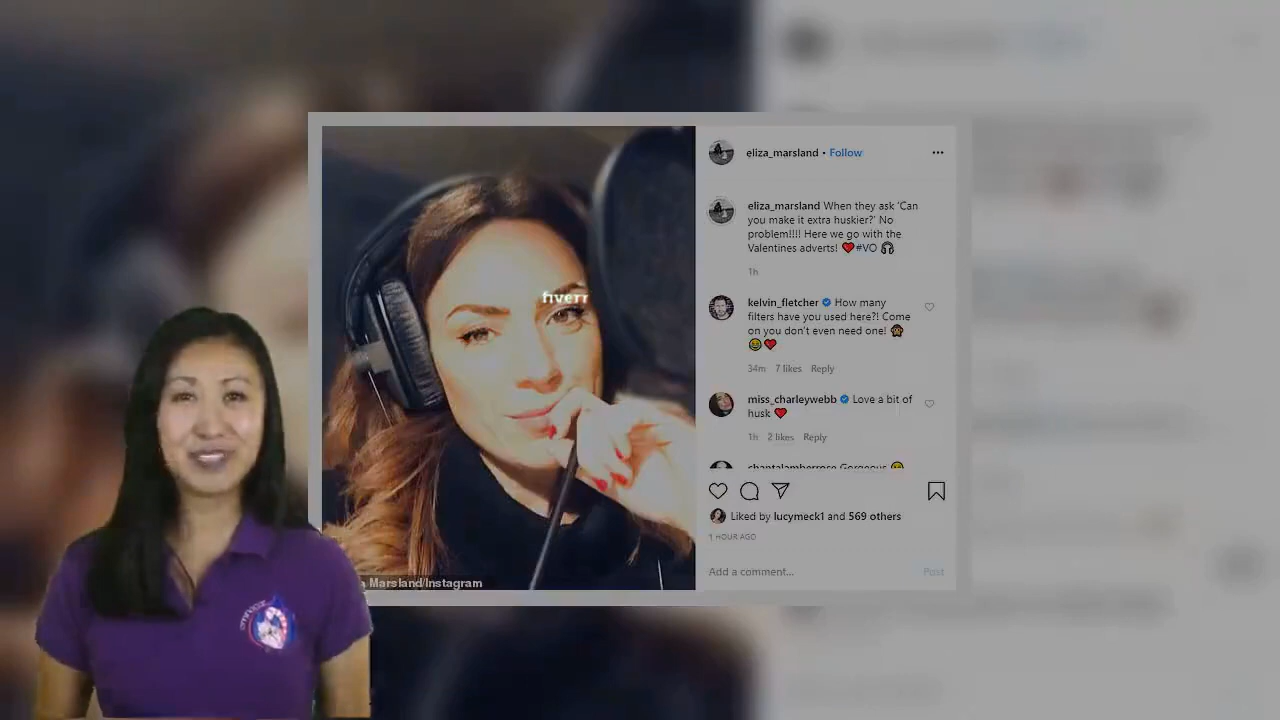 eliza_marsland • Follow
eliza_marsland When they ask 'Can
you make it extra huskier?' No
problem!!!! Here we go with the
Valentines adverts! ❤️#VO 🎧
1h
kelvin_fletcher How many
filters have you used here?! Come
on you don't even need one! 🙊
😂❤️
34m 7 likes Reply
miss_charleywebb Love a bit of
husk ❤️
1h 2 likes Reply
fiverr
Liked by lucymeck1 and 569 others
1 HOUR AGO
Add a comment... Post
Marsland/Instagram